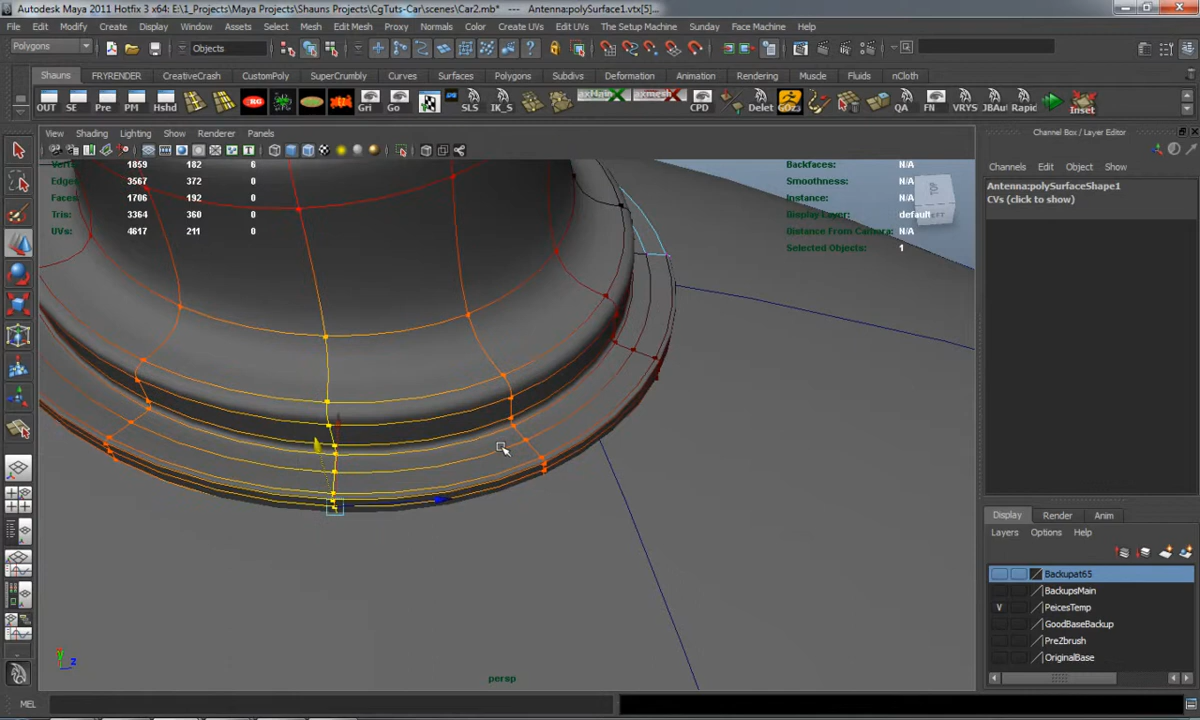 Autodesk Maya 2011 Hotfix 3 x64: E:\1_Projects\Maya Projects\Shauns Projects\CgTuts-Car\scenes\Car2.mb* --- Antenna:polySurface1.vtx[5]...
File Edit Modify Create Display Window Assets Select Mesh Edit Mesh Proxy Normals Color Create UVs Edit UVs The Setup Machine Sunday Face Machine Help
Polygons Objects
Shauns FRYRENDER CreativeCrash CustomPoly SuperCrumbly Curves Surfaces Polygons Subdivs Deformation Animation Rendering Muscle Fluids nCloth
OUT SE Pre PM Hshd Gri Go SLS IK_S CPD Delet GOzs QA FN VRYS JBAut Rapic Inset
View Shading Lighting Show Renderer Panels
Channel Box / Layer Editor
Channels Edit Object Show
Antenna:polySurfaceShape1
CVs (click to show)
Verts 1859 182 6
Edges 3567 372 0
Faces 1706 192 0
Tris: 3364 360 0
UVs: 4617 211 0
Backfaces: N/A
Smoothness: N/A
Instance: N/A
Display Layer: default
Distance From Camera: N/A
Selected Objects: 1
TOP
LEFT
Display Render Anim
Layers Options Help
Backupat65
BackupsMain
V PeicesTemp
GoodBaseBackup
PreZbrush
OriginalBase
y
z
persp
MEL